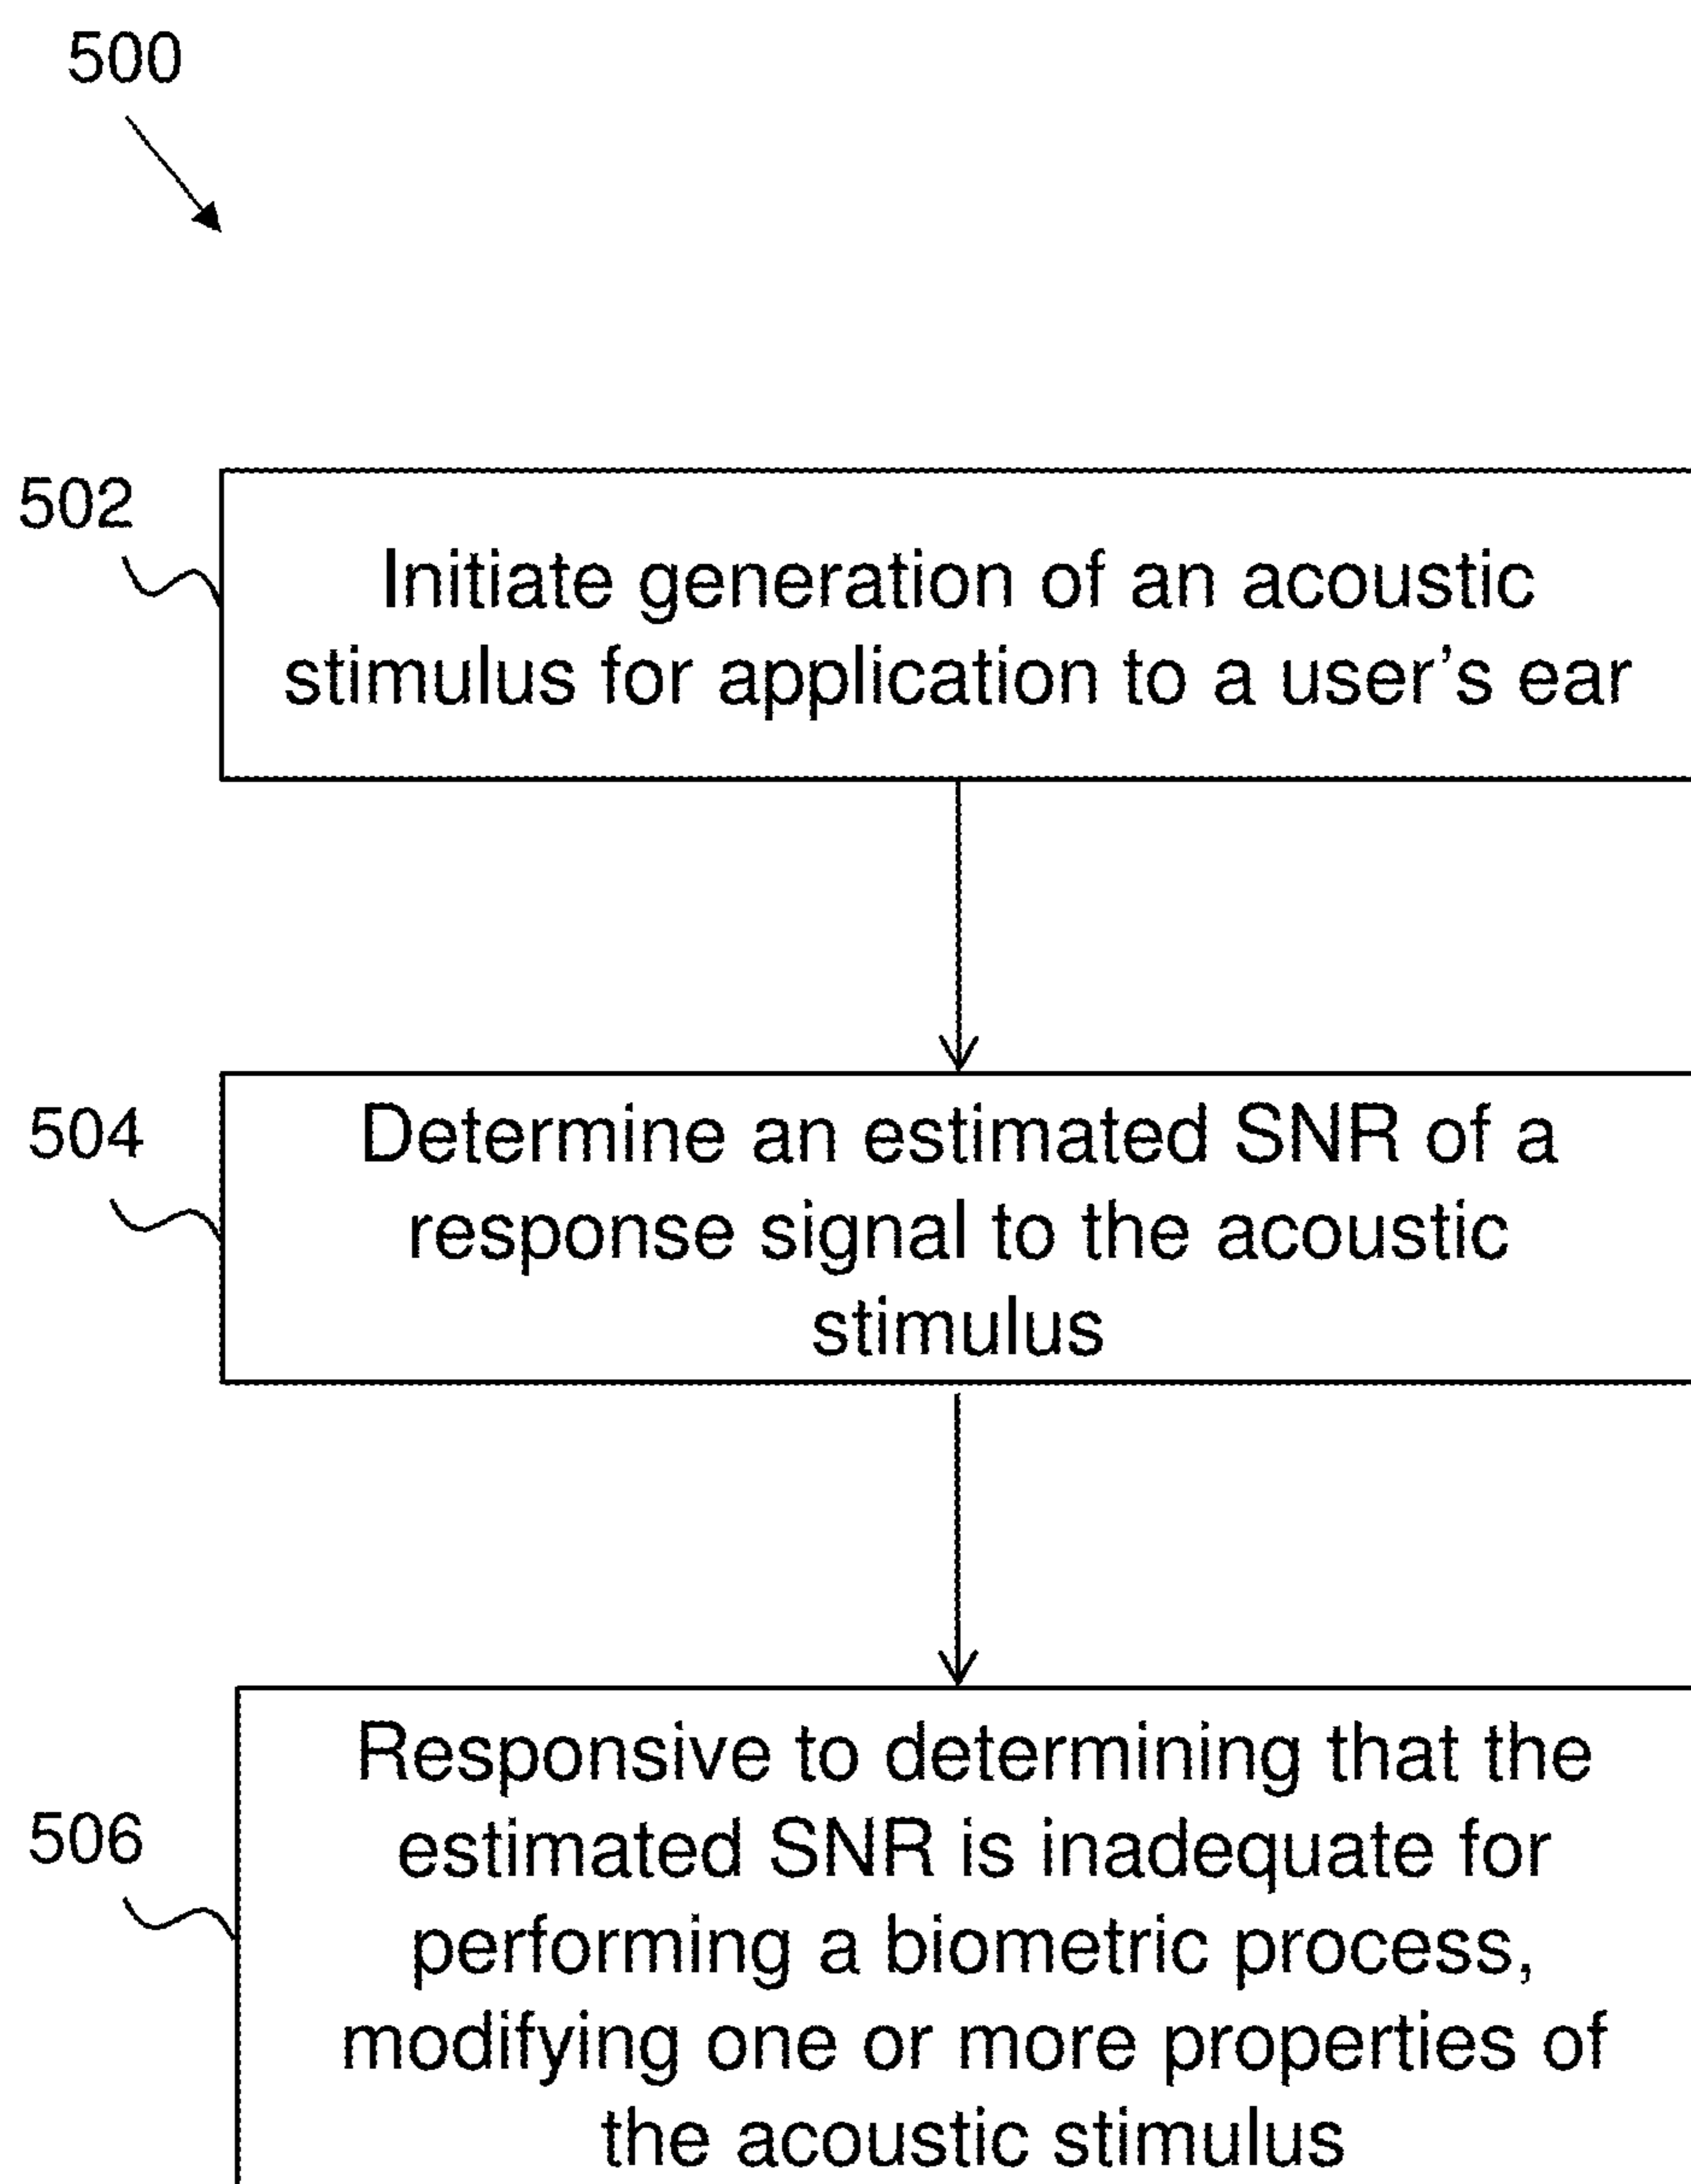 500
502
Initiate generation of an acoustic
stimulus for application to a user’s ear
504
Determine an estimated SNR of a
response signal to the acoustic
stimulus
506
Responsive to determining that the
estimated SNR is inadequate for
performing a biometric process,
modifying one or more properties of
the acoustic stimulus